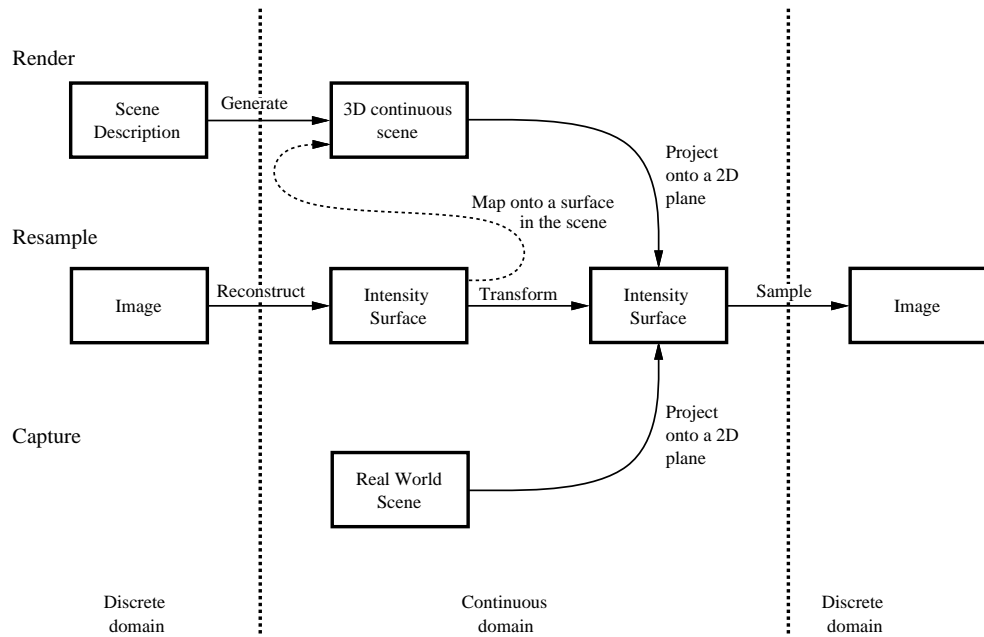 Render
Scene
Description
Generate
3D continuous
scene
Project
onto a 2D
plane
Map onto a surface
in the scene
Resample
Image
Reconstruct
Intensity
Surface
Transform
Intensity
Surface
Sample
Image
Capture
Project
onto a 2D
plane
Real World
Scene
Discrete
domain
Continuous
domain
Discrete
domain